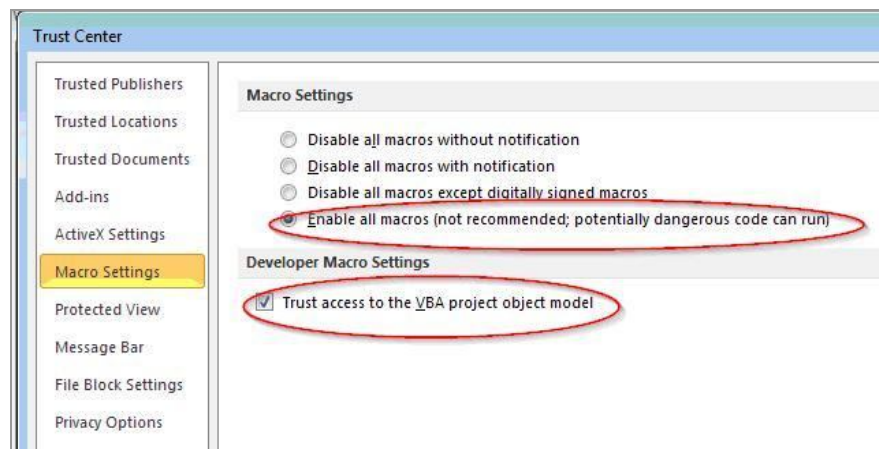 Trust Center
Trusted Publishers
Trusted Locations
Trusted Documents
Add-ins
ActiveX Settings
Macro Settings
Protected View
Message Bar
File Block Settings
Privacy Options
Macro Settings
Disable all macros without notification
Disable all macros with notification
Disable all macros except digitally signed macros
Enable all macros (not recommended; potentially dangerous code can run)
Developer Macro Settings
Trust access to the VBA project object model